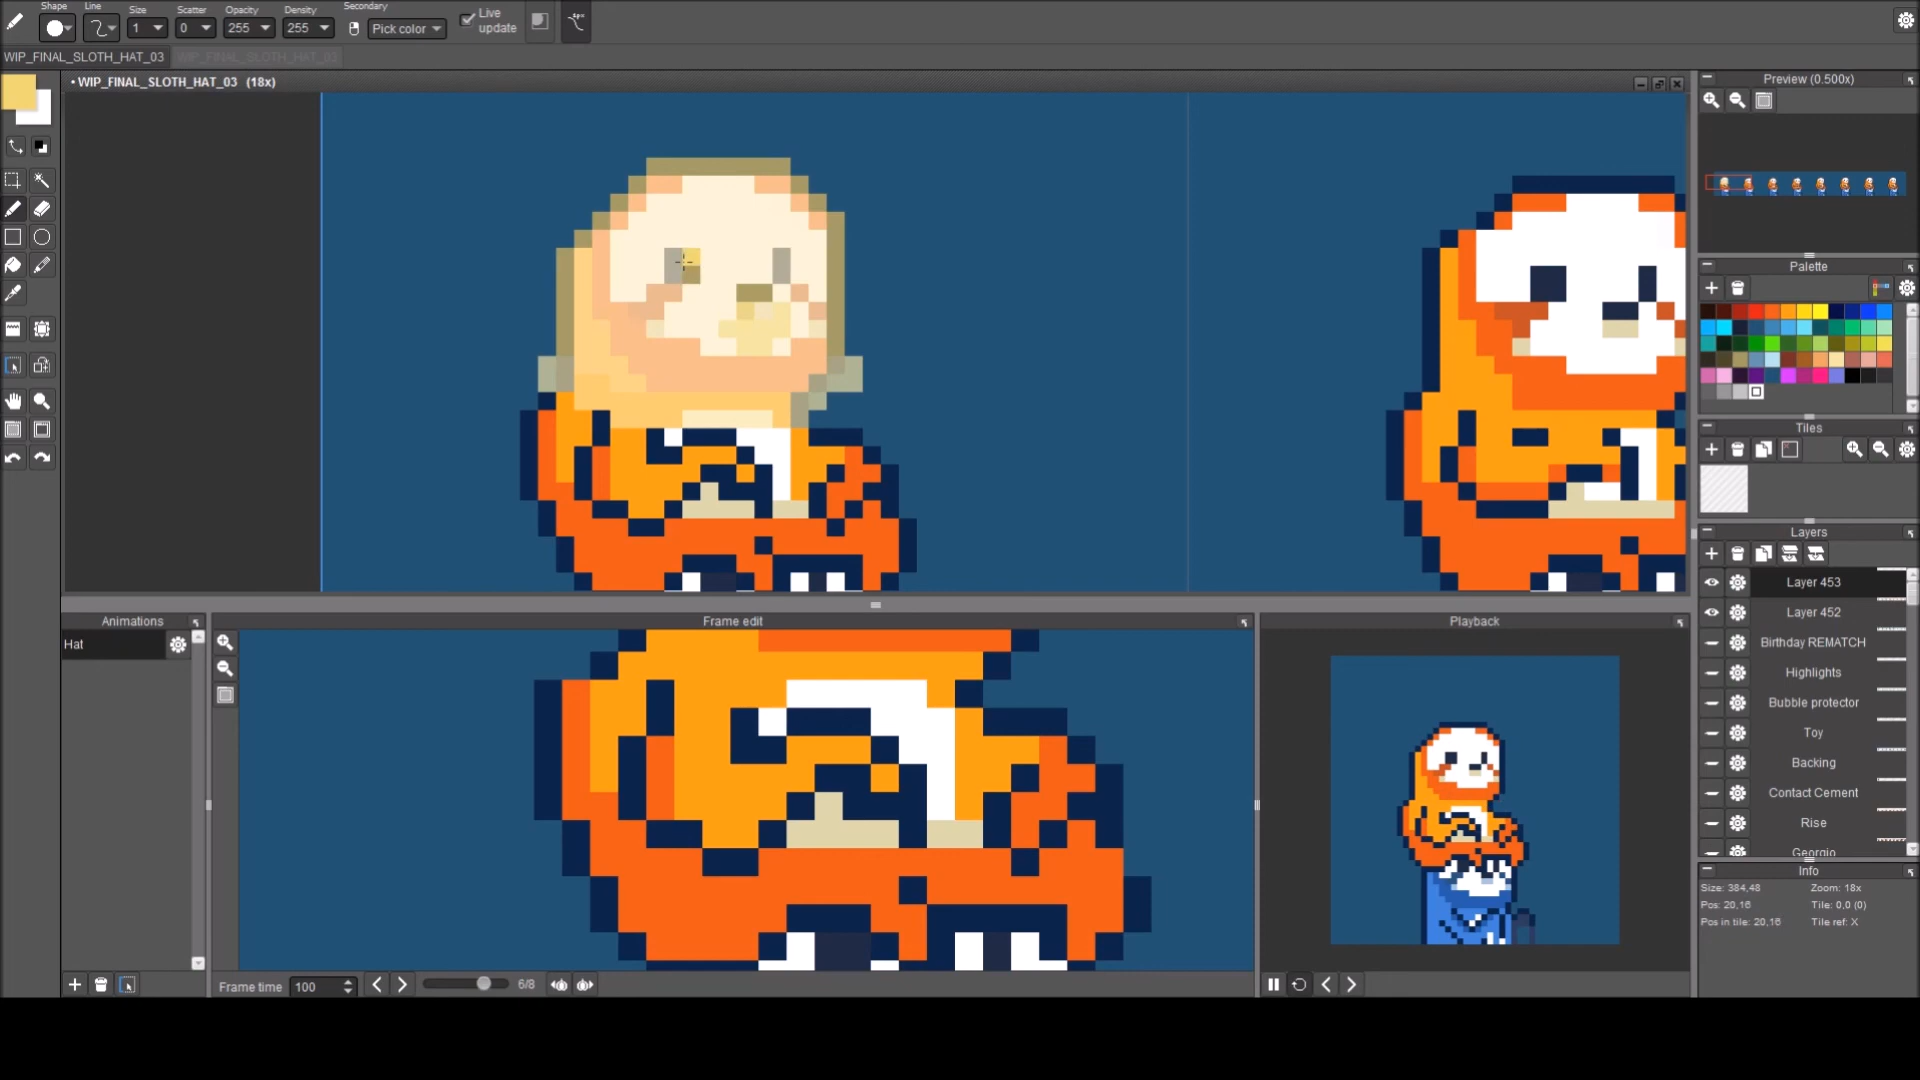 Shape Line Size Scatter Opacity Density Secondary
1 0 255 255 Pick color Live update
WIP_FINAL_SLOTH_HAT_03 WIP_FINAL_SLOTH_HAT_03
• WIP_FINAL_SLOTH_HAT_03 (18x)
Preview (0.500x)
Palette
Tiles
Layers
Layer 453
Layer 452
Birthday REMATCH
Highlights
Bubble protector
Toy
Backing
Contact Cement
Rise
Georgio
Info
Size: 384,48 Zoom: 18x
Pos: 20,16 Tile: 0,0 (0)
Pos in tile: 20,16 Tile ref: X
Animations
Hat
Frame edit
Frame time 100 6/8
Playback